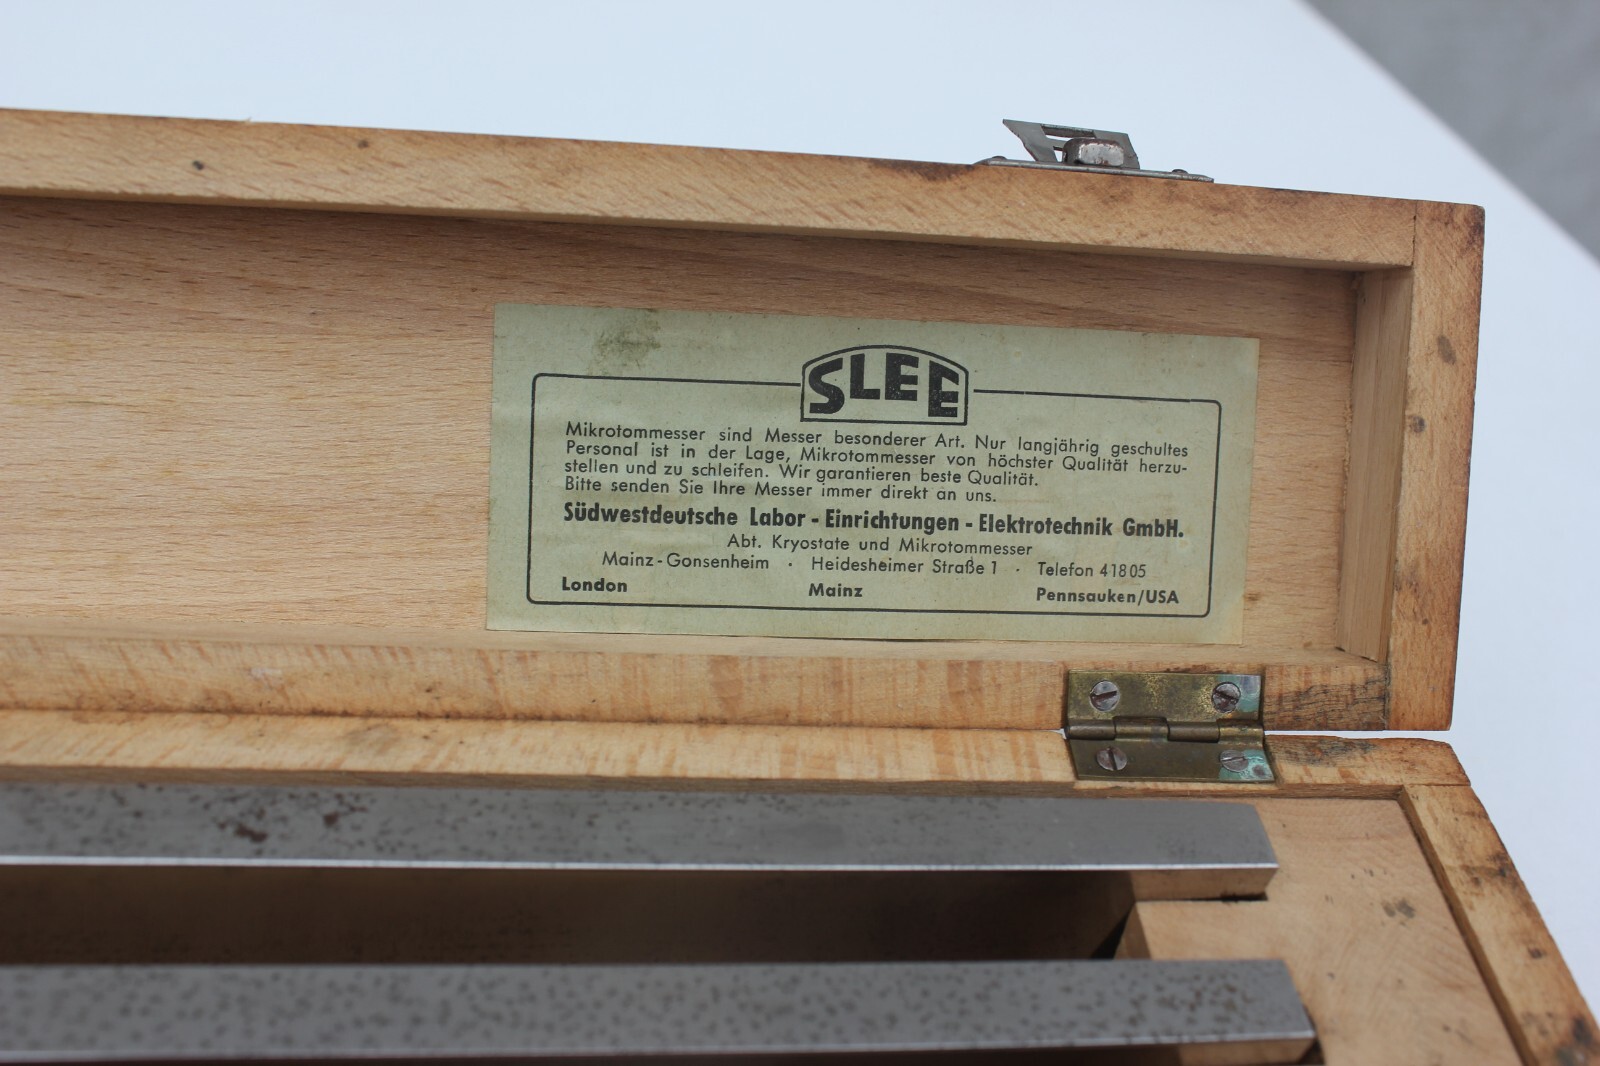 SLEE
Mikrotommesser sind Messer besonderer Art. Nur langjährig geschultes
Personal ist in der Lage, Mikrotommesser von höchster Qualität herzu-
stellen und zu schleifen. Wir garantieren beste Qualität.
Bitte senden Sie Ihre Messer immer direkt an uns.
Südwestdeutsche Labor - Einrichtungen - Elektrotechnik GmbH.
Abt. Kryostate und Mikrotommesser
Mainz-Gonsenheim · Heidesheimer Straße 1 · Telefon 41805
London Mainz Pennsauken/USA